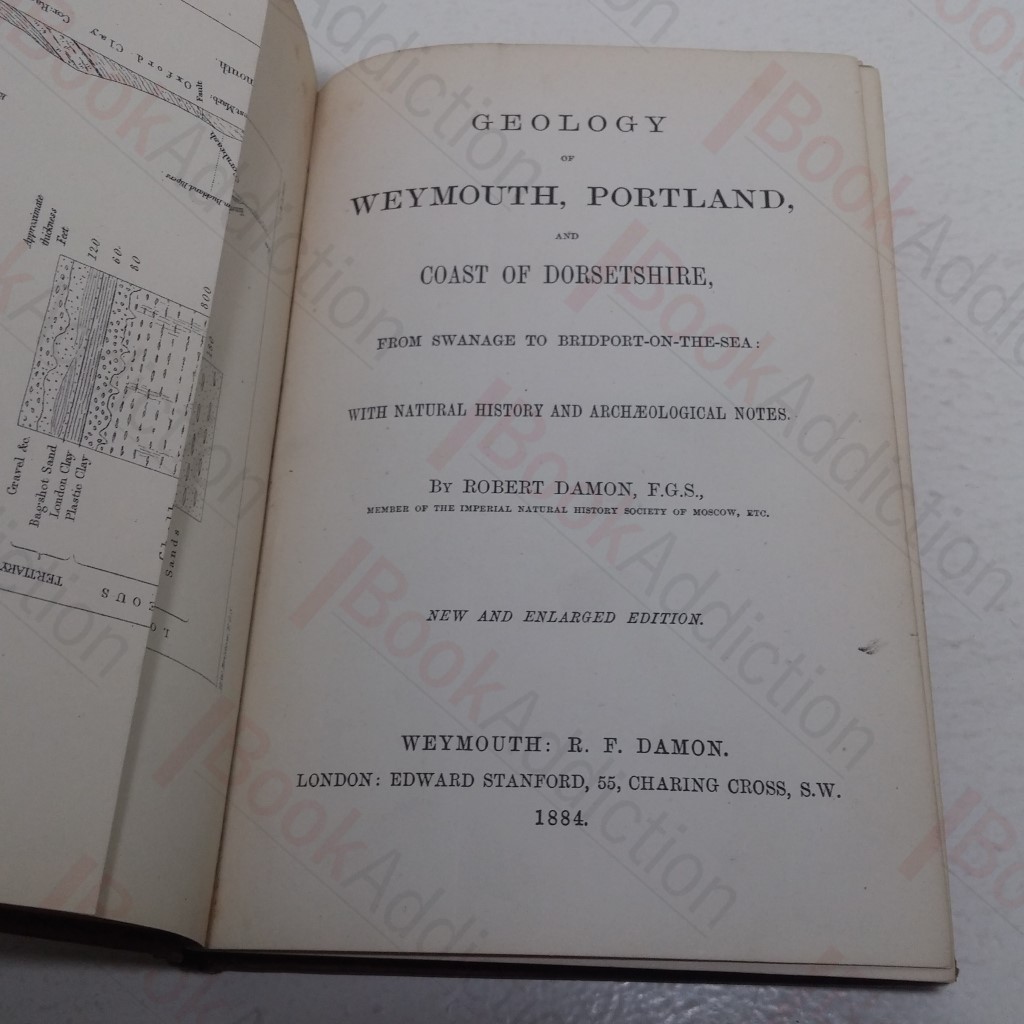 GEOLOGY
OF
WEYMOUTH, PORTLAND,
AND
COAST OF DORSETSHIRE,
FROM SWANAGE TO BRIDPORT-ON-THE-SEA:
WITH NATURAL HISTORY AND ARCHÆOLOGICAL NOTES.
By ROBERT DAMON, F.G.S.,
MEMBER OF THE IMPERIAL NATURAL HISTORY SOCIETY OF MOSCOW, ETC.
NEW AND ENLARGED EDITION.
WEYMOUTH: R. F. DAMON.
LONDON: EDWARD STANFORD, 55, CHARING CROSS, S.W.
1884.
Oxford Clay
Fault
Approximate
thickness
Feet
120
60
80
800
Gravel &c.
Bagshot Sand
London Clay
Plastic Clay
TERTIARY
Sands
BookAddiction